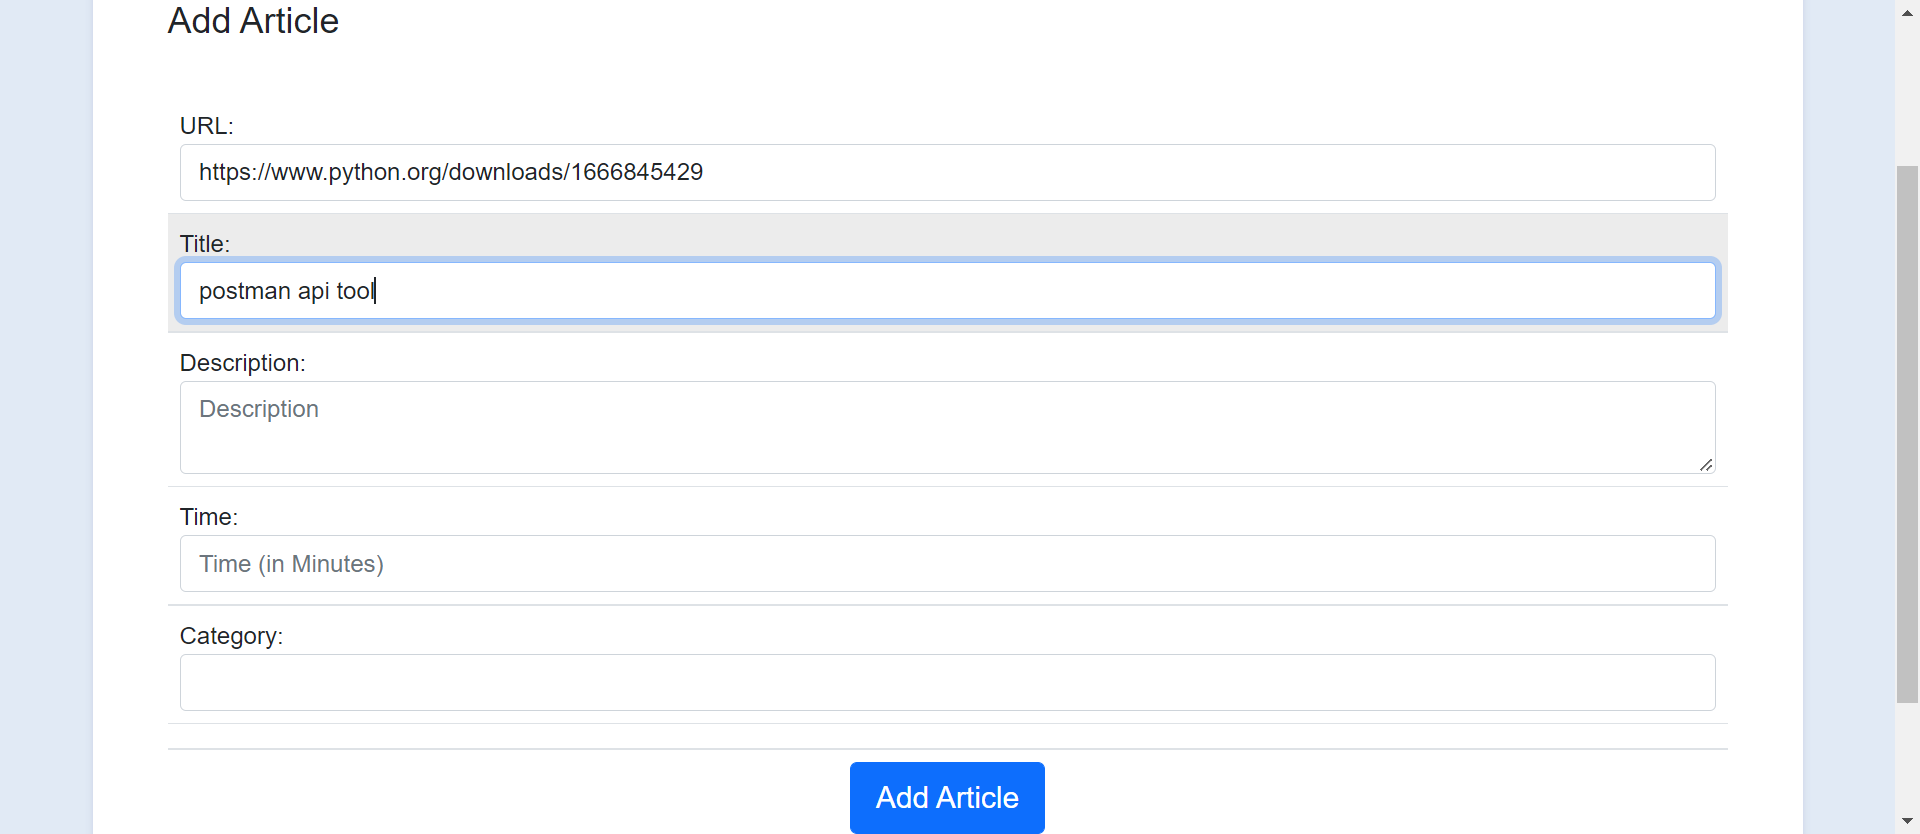 Add Article
URL:
https://www.python.org/downloads/1666845429
Title:
postman api tool
Description:
Description
Time:
Time (in Minutes)
Category:
Add Article